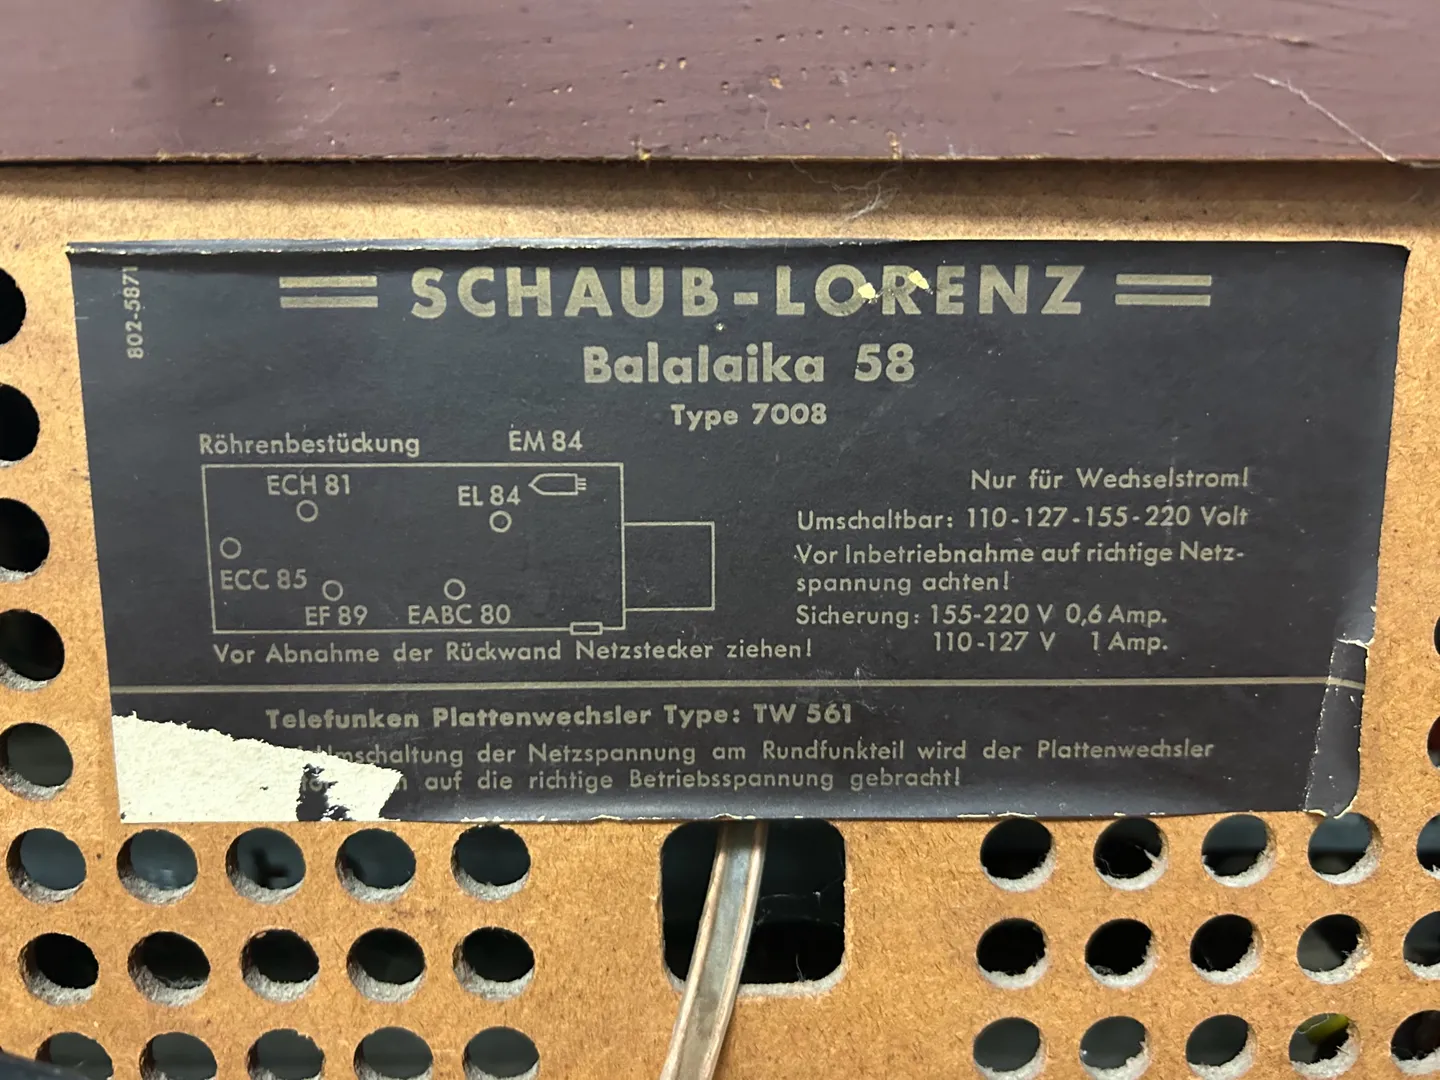 802-5871
SCHAUB-LORENZ
Balalaika 58
Type 7008
Röhrenbestückung
EM 84
ECH 81
EL 84
ECC 85
EF 89
EABC 80
Vor Abnahme der Rückwand Netzstecker ziehen!
Nur für Wechselstrom!
Umschaltbar: 110-127-155-220 Volt
Vor Inbetriebnahme auf richtige Netz-
spannung achten!
Sicherung: 155-220 V 0,6 Amp.
110-127 V 1 Amp.
Telefunken Plattenwechsler Type: TW 561
Umschaltung der Netzspannung am Rundfunkteil wird der Plattenwechsler
auf die richtige Betriebsspannung gebracht!